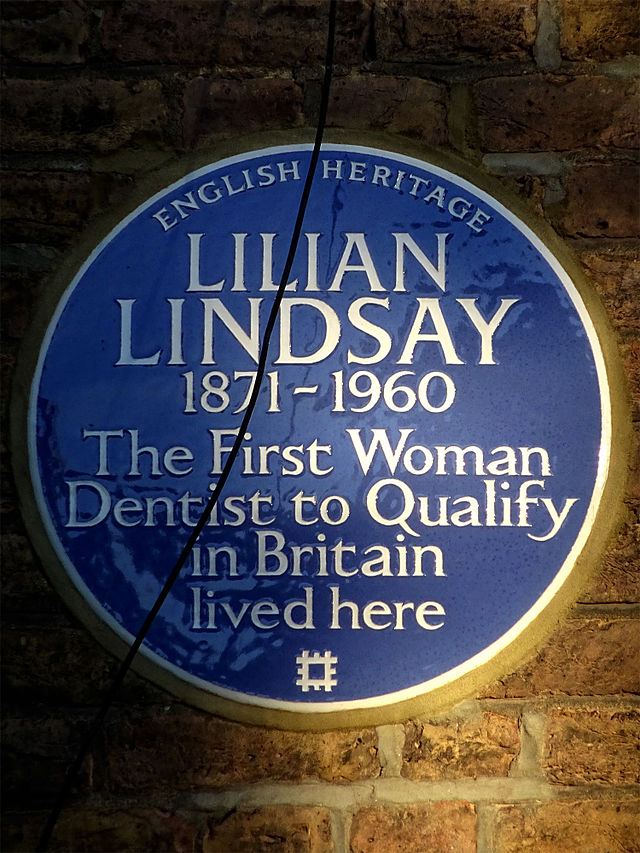 ENGLISH HERITAGE
LILIAN
LINDSAY
1871-1960
The First Woman
Dentist to Qualify
in Britain
lived here